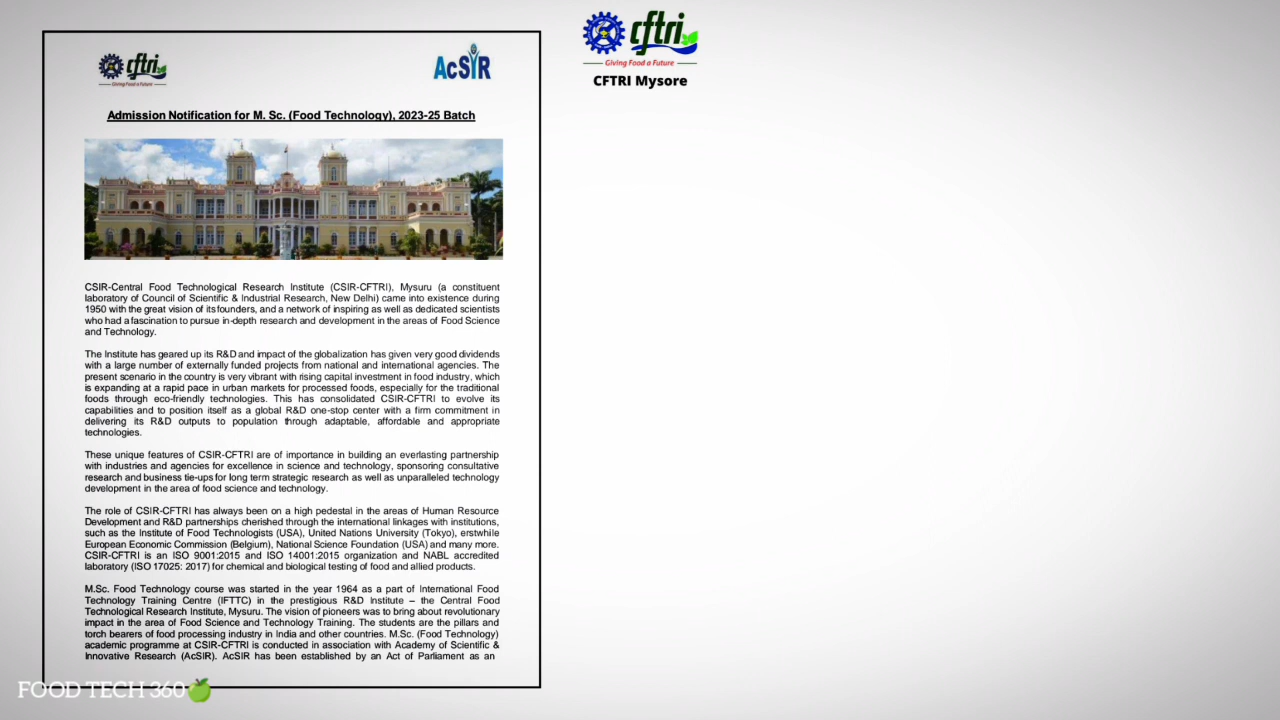 cftri
Giving Food a Future
AcSIR
Admission Notification for M. Sc. (Food Technology), 2023-25 Batch
CSIR-Central Food Technological Research Institute (CSIR-CFTRI), Mysuru (a constituent
laboratory of Council of Scientific & Industrial Research, New Delhi) came into existence during
1950 with the great vision of its founders, and a network of inspiring as well as dedicated scientists
who had a fascination to pursue in-depth research and development in the areas of Food Science
and Technology.
The Institute has geared up its R&D and impact of the globalization has given very good dividends
with a large number of externally funded projects from national and international agencies. The
present scenario in the country is very vibrant with rising capital investment in food industry, which
is expanding at a rapid pace in urban markets for processed foods, especially for the traditional
foods through eco-friendly technologies. This has consolidated CSIR-CFTRI to evolve its
capabilities and to position itself as a global R&D one-stop center with a firm commitment in
delivering its R&D outputs to population through adaptable, affordable and appropriate
technologies.
These unique features of CSIR-CFTRI are of importance in building an everlasting partnership
with industries and agencies for excellence in science and technology, sponsoring consultative
research and business tie-ups for long term strategic research as well as unparalleled technology
development in the area of food science and technology.
The role of CSIR-CFTRI has always been on a high pedestal in the areas of Human Resource
Development and R&D partnerships cherished through the international linkages with institutions,
such as the Institute of Food Technologists (USA), United Nations University (Tokyo), erstwhile
European Economic Commission (Belgium), National Science Foundation (USA) and many more.
CSIR-CFTRI is an ISO 9001:2015 and ISO 14001:2015 organization and NABL accredited
laboratory (ISO 17025: 2017) for chemical and biological testing of food and allied products.
M.Sc. Food Technology course was started in the year 1964 as a part of International Food
Technology Training Centre (IFTTC) in the prestigious R&D Institute – the Central Food
Technological Research Institute, Mysuru. The vision of pioneers was to bring about revolutionary
impact in the area of Food Science and Technology Training. The students are the pillars and
torch bearers of food processing industry in India and other countries. M.Sc. (Food Technology)
academic programme at CSIR-CFTRI is conducted in association with Academy of Scientific &
Innovative Research (AcSIR). AcSIR has been established by an Act of Parliament as an
cftri
Giving Food a Future
CFTRI Mysore
FOOD TECH 360